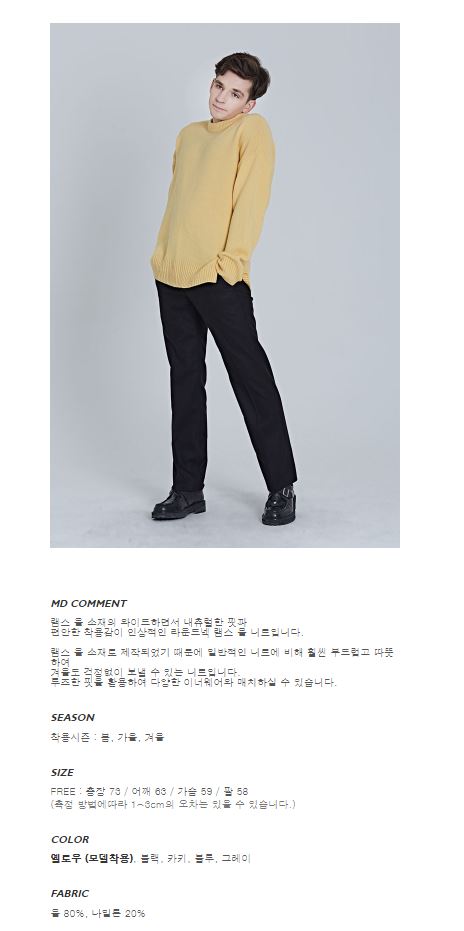 MD COMMENT
램스 울 소재의 와이드하면서 내츄럴한 핏과
편안한 착용감이 인상적인 라운드넥 램스 울 니트입니다.
램스 울 소재로 제작되었기 때문에 일반적인 니트에 비해 훨씬 부드럽고 따뜻
하여
겨울도 걱정없이 보낼 수 있는 니트입니다.
루즈한 핏을 활용하여 다양한 이너웨어와 매치하실 수 있습니다.
SEASON
착용시즌 : 봄, 가을, 겨울
SIZE
FREE : 총장 73 / 어깨 63 / 가슴 59 / 팔 58
(측정 방법에따라 1~3cm의 오차는 있을 수 있습니다.)
COLOR
옐로우 (모델착용), 블랙, 카키, 블루, 그레이
FABRIC
울 80%, 나일론 20%